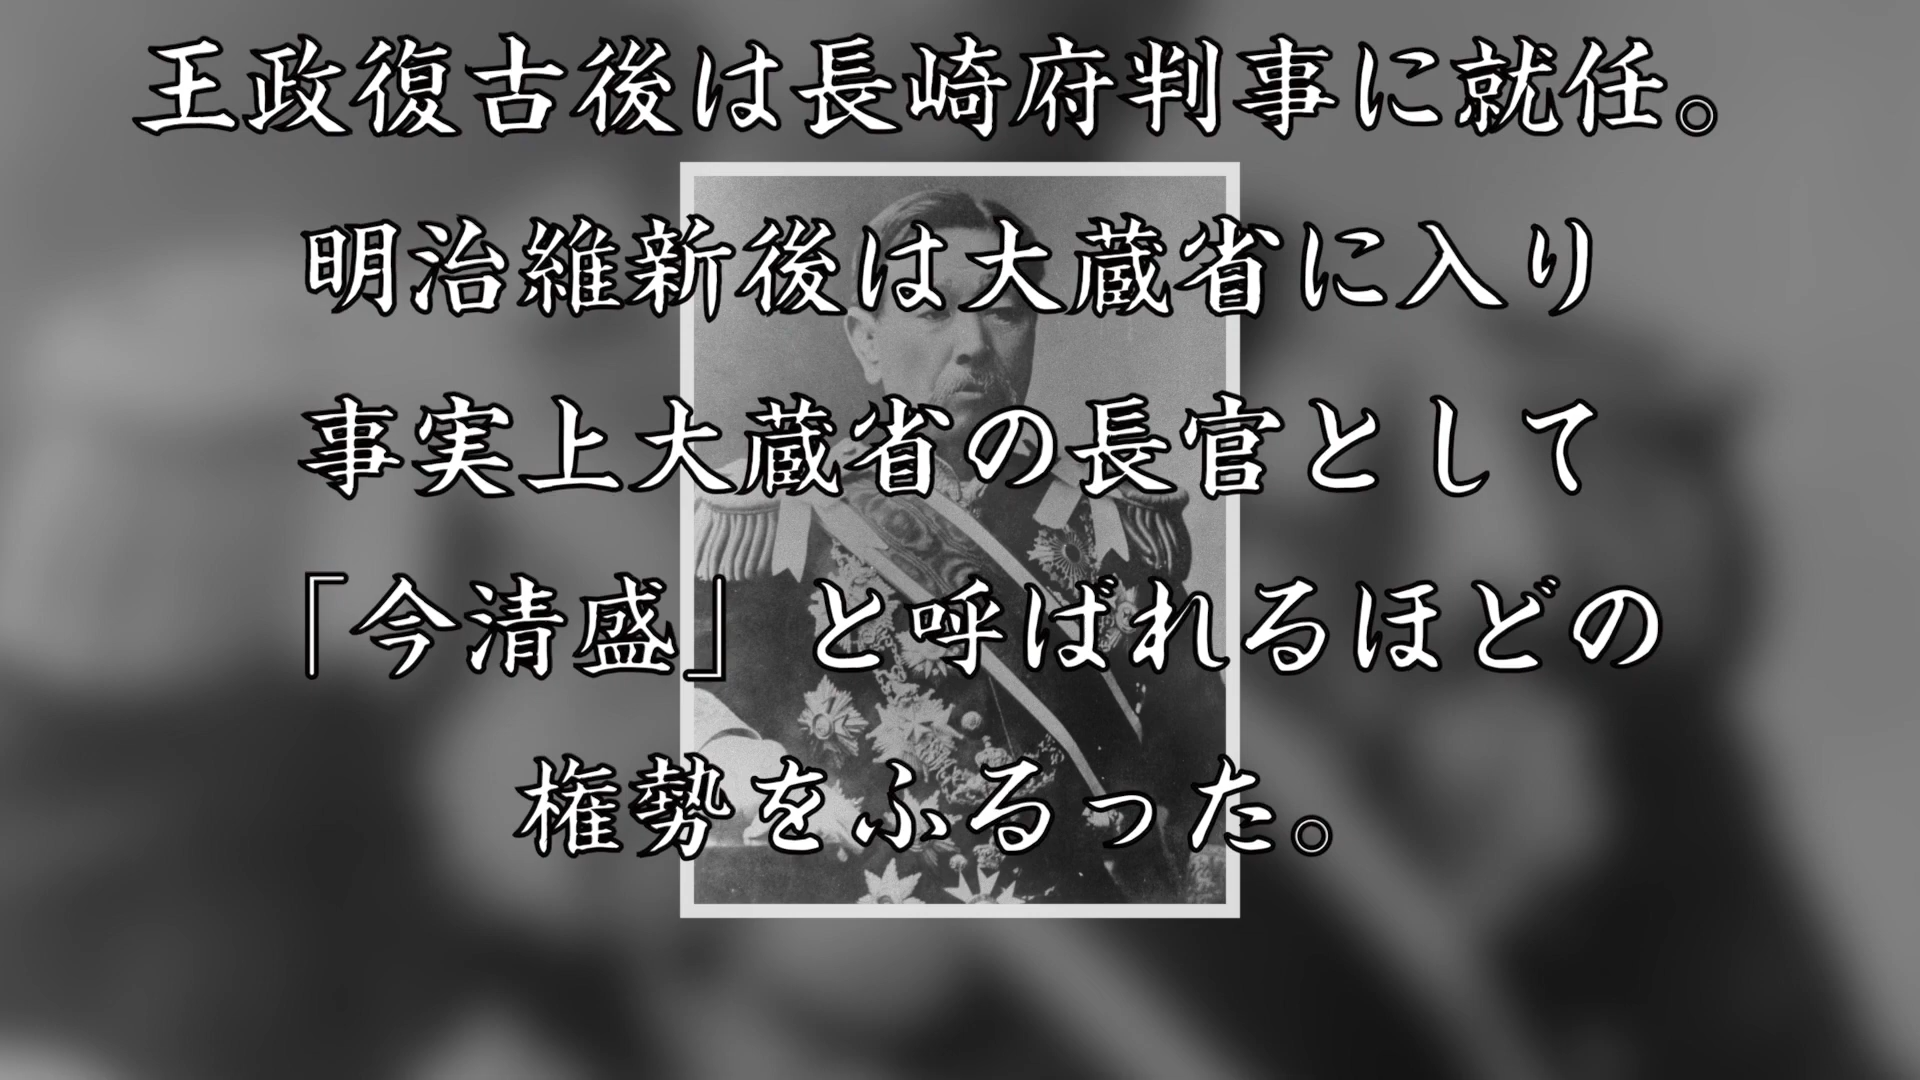 王政復古後は長崎府判事に就任。
明治維新後は大蔵省に入り
事実上大蔵省の長官として
「今清盛」と呼ばれるほどの
権勢をふるった。